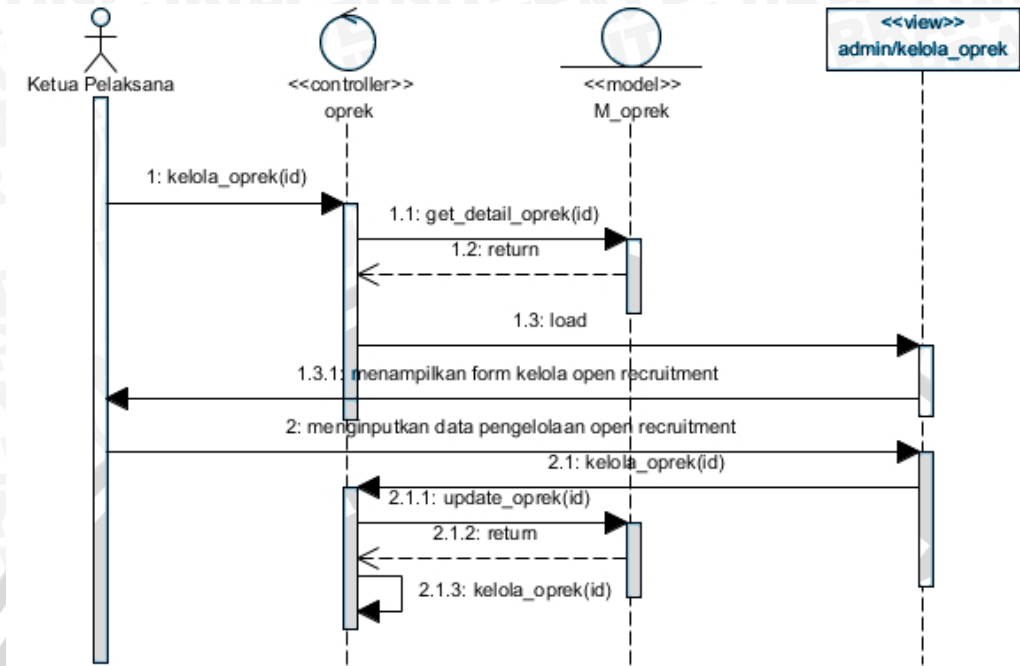 Ketua Pelaksana
<<controller>>
oprek
<<model>>
M_oprek
<<view>>
admin/kelola_oprek
1: kelola_oprek(id)
1.1: get_detail_oprek(id)
1.2: return
1.3: load
1.3.1: menampilkan form kelola open recruitment
2: menginputkan data pengelolaan open recruitment
2.1: kelola_oprek(id)
2.1.1: update_oprek(id)
2.1.2: return
2.1.3: kelola_oprek(id)